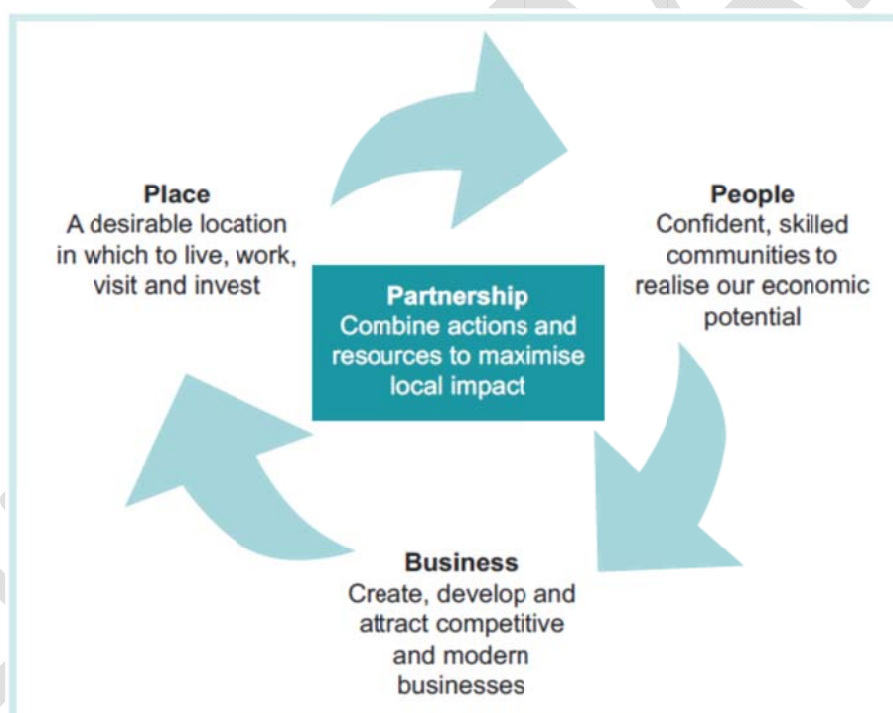 Place
A desirable location
in which to live, work,
visit and invest
People
Confident, skilled
communities to
realise our economic
potential
Partnership
Combine actions and
resources to maximise
local impact
Business
Create, develop and
attract competitive
and modern
businesses